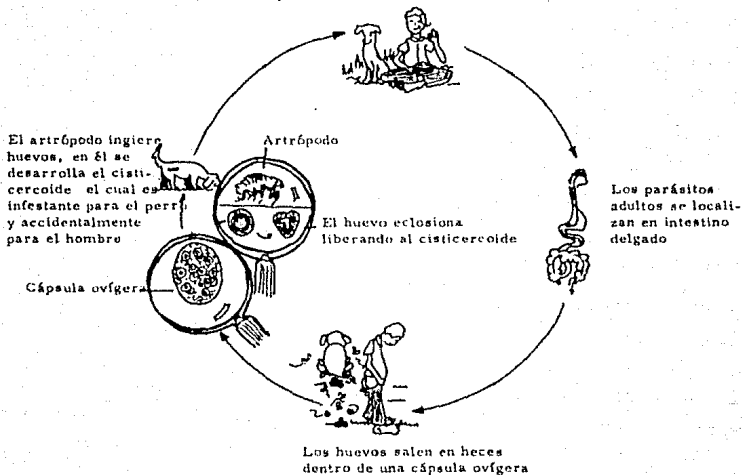 El artrópodo ingiere
huevos, en él se
desarrolla el cisti-
cercoide el cual es
infestante para el perr
y accidentalmente
para el hombre
Artrópodo
El huevo eclosiona
liberando al cisticercoide
Cápsula ovígera
Los parásitos
adultos se locali-
zan en intestino
delgado
Los huevos salen en heces
dentro de una cápsula ovígera